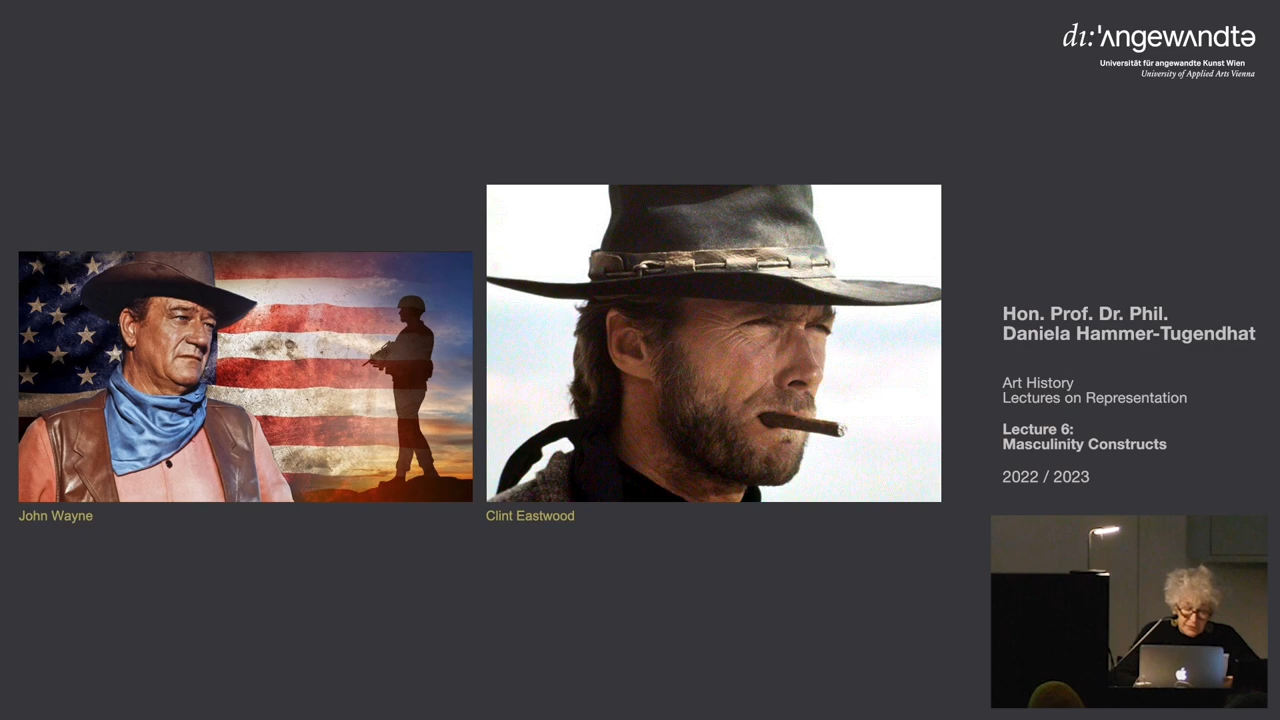 dı:'ʌngewʌndtə
Universität für angewandte Kunst Wien
University of Applied Arts Vienna
Hon. Prof. Dr. Phil.
Daniela Hammer-Tugendhat
Art History
Lectures on Representation
Lecture 6:
Masculinity Constructs
2022 / 2023
John Wayne
Clint Eastwood